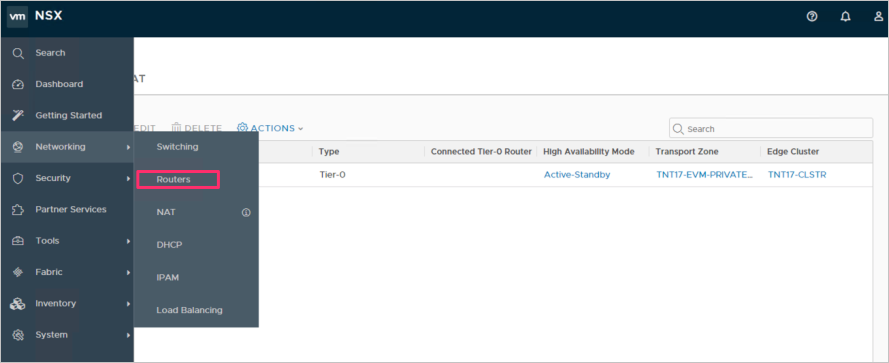 vm NSX
Search
Dashboard
AT
Getting Started
EDIT DELETE ACTIONS Search
Networking
Switching
Type Connected Tier-0 Router High Availability Mode Transport Zone Edge Cluster
Security
Routers
Tier-0 Active-Standby TNT17-EVM-PRIVATE... TNT17-CLSTR
Partner Services
NAT
Tools
DHCP
Fabric
IPAM
Inventory
Load Balancing
System